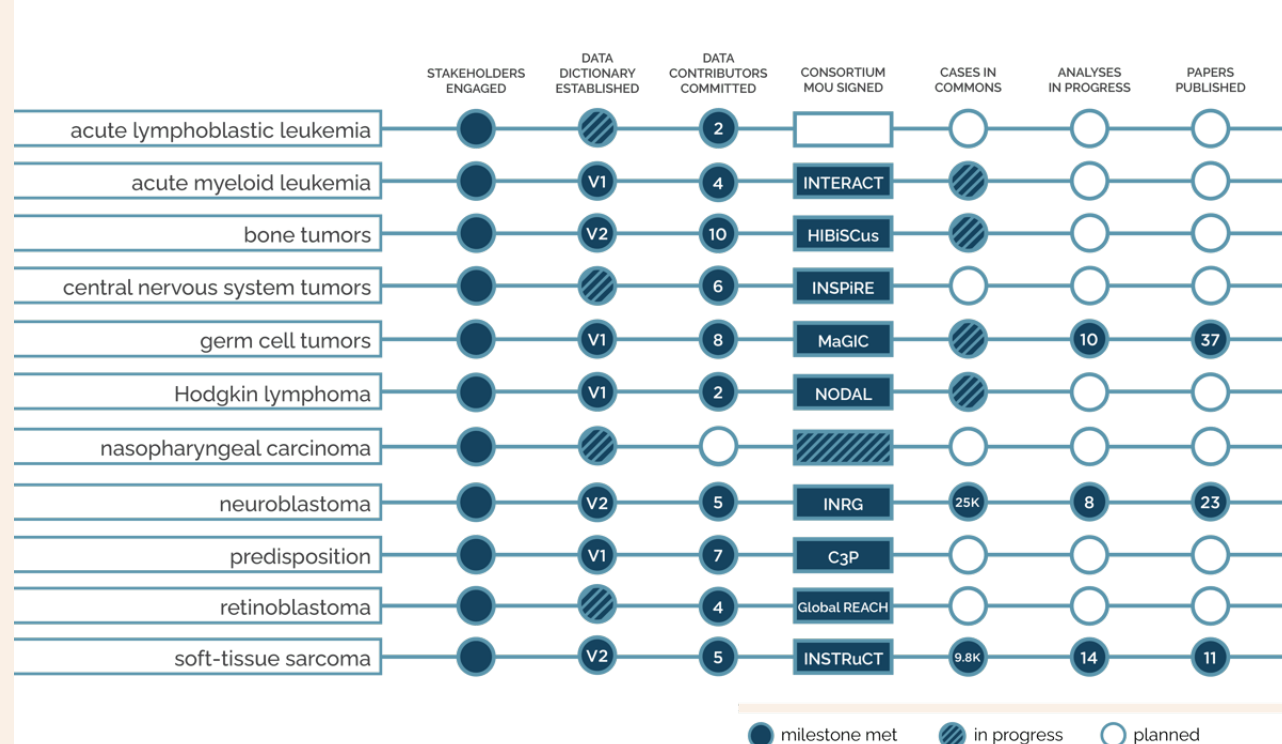 STAKEHOLDERS ENGAGED
DATA DICTIONARY ESTABLISHED
DATA CONTRIBUTORS COMMITTED
CONSORTIUM MOU SIGNED
CASES IN COMMONS
ANALYSES IN PROGRESS
PAPERS PUBLISHED
acute lymphoblastic leukemia 2
acute myeloid leukemia V1 4 INTERACT
bone tumors V2 10 HIBiSCus
central nervous system tumors 6 INSPiRE
germ cell tumors V1 8 MaGIC 10 37
Hodgkin lymphoma V1 2 NODAL
nasopharyngeal carcinoma
neuroblastoma V2 5 INRG 25K 8 23
predisposition V1 7 C3P
retinoblastoma 4 Global REACH
soft-tissue sarcoma V2 5 INSTRuCT 9.8K 14 11
milestone met in progress planned